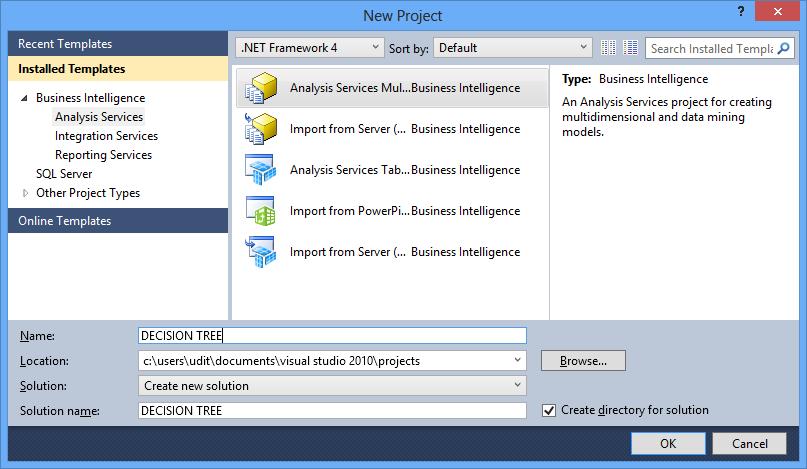 New Project
?
Recent Templates
Installed Templates
Business Intelligence
Analysis Services
Integration Services
Reporting Services
SQL Server
Other Project Types
Online Templates
.NET Framework 4
Sort by:
Default
Search Installed Templa
Analysis Services Mul...Business Intelligence
Import from Server (... Business Intelligence
Analysis Services Tab... Business Intelligence
Import from PowerPi... Business Intelligence
Import from Server (... Business Intelligence
Type: Business Intelligence
An Analysis Services project for creating
multidimensional and data mining
models.
Name: DECISION TREE
Location: c:\users\udit\documents\visual studio 2010\projects
Browse...
Solution: Create new solution
Solution name: DECISION TREE
Create directory for solution
OK
Cancel